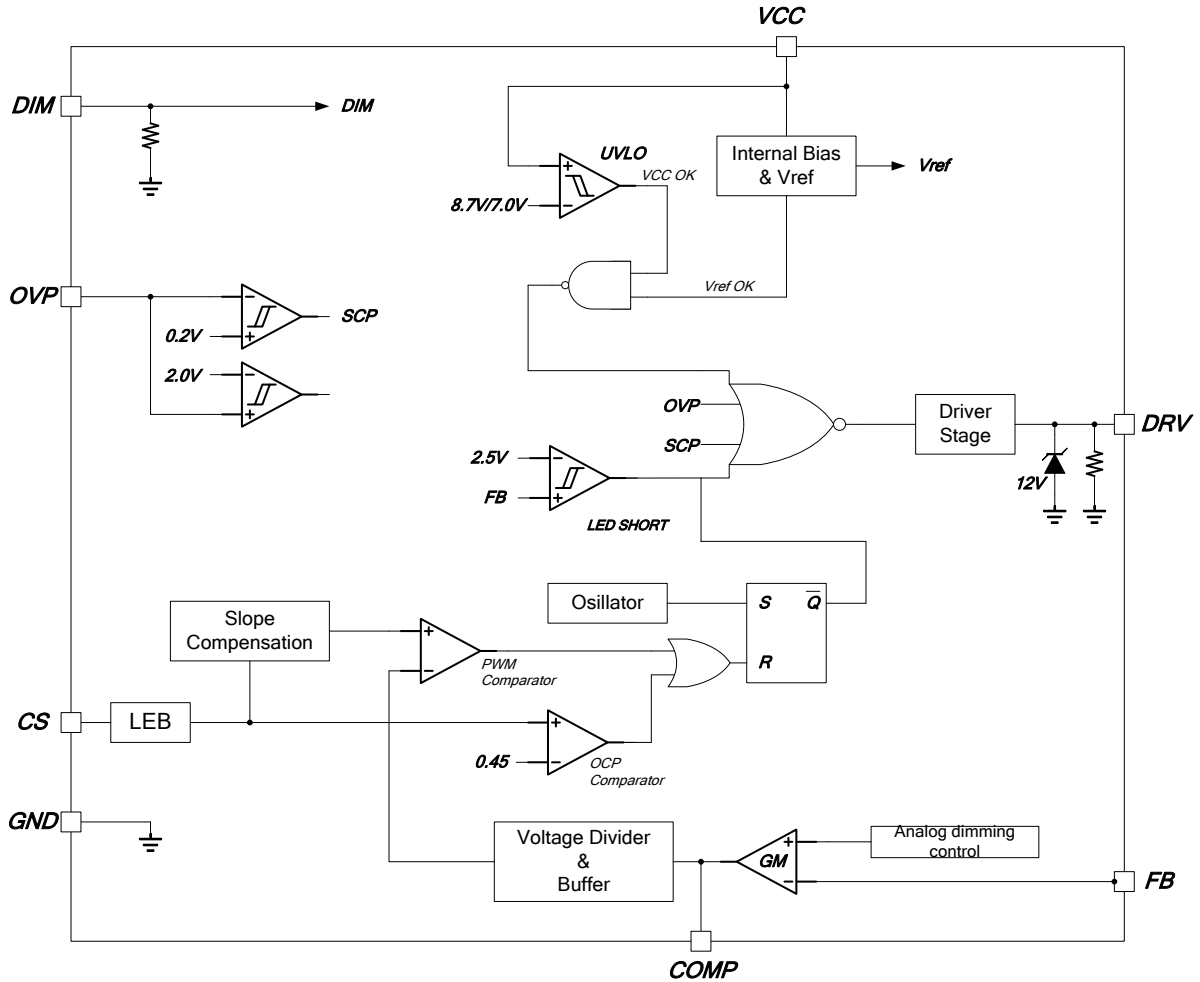 VCC
DIM
DIM
UVLO
VCC OK
+
−
8.7V/7.0V
Internal Bias
& Vref
Vref
Vref OK
OVP
−
+
0.2V
SCP
2.0V
−
+
OVP
SCP
Driver
Stage
DRV
12V
2.5V
−
FB
+
LED SHORT
Osillator
S
Q̅
R
Slope
Compensation
+
−
PWM
Comparator
CS
LEB
+
−
0.45
OCP
Comparator
GND
Voltage Divider
&
Buffer
GM
+
−
Analog dimming
control
FB
COMP